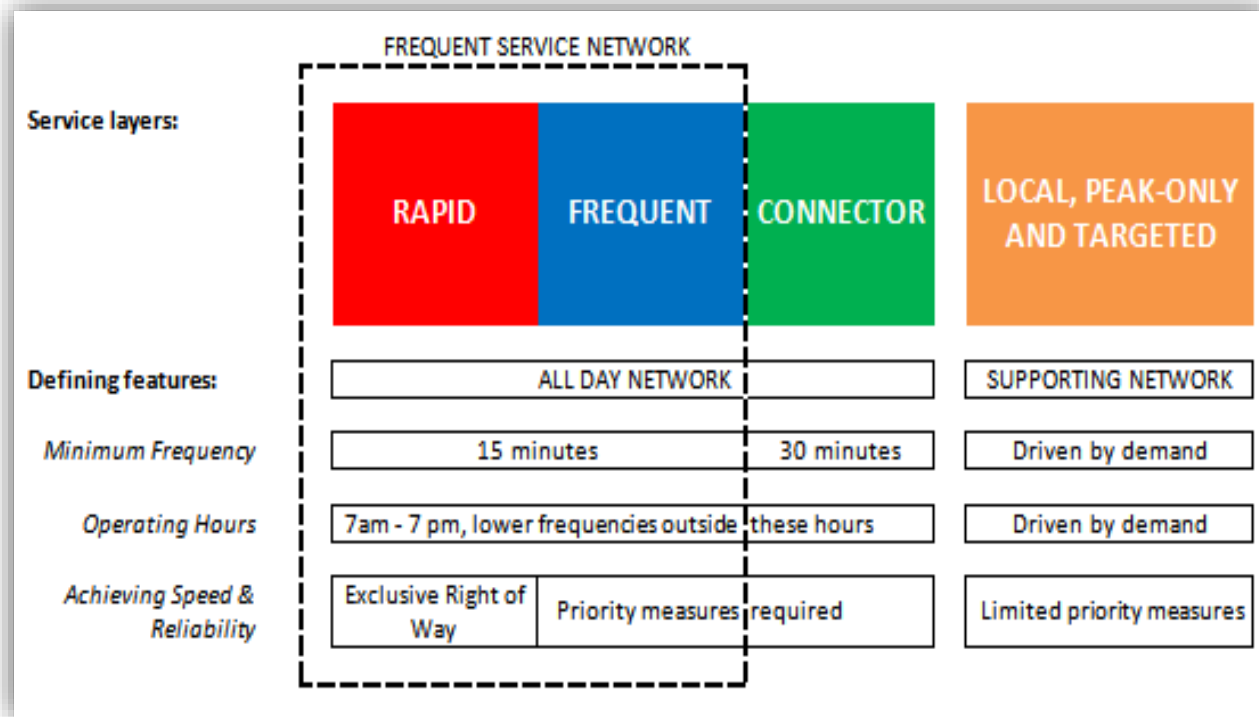 FREQUENT SERVICE NETWORK
Service layers:
RAPID
FREQUENT
CONNECTOR
LOCAL, PEAK-ONLY
AND TARGETED
Defining features:
ALL DAY NETWORK
SUPPORTING NETWORK
Minimum Frequency
15 minutes
30 minutes
Driven by demand
Operating Hours
7am - 7 pm, lower frequencies outside these hours
Driven by demand
Achieving Speed &
Reliability
Exclusive Right of
Way
Priority measures required
Limited priority measures